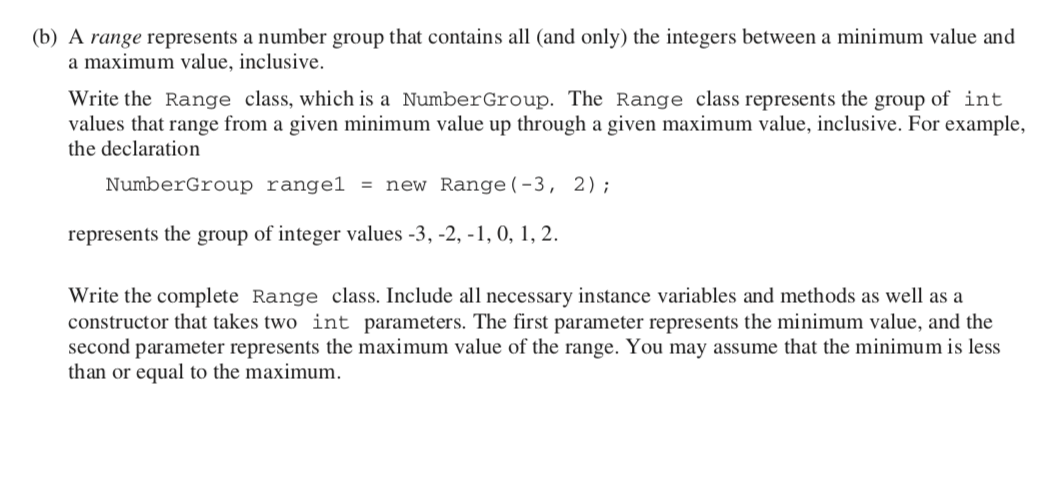 (b) A range represents a number group that contains all (and only) the integers between a minimum value and
a maximum value, inclusive.
Write the Range class, which is a NumberGroup. The Range class represents the group of int
values that range from a given minimum value up through a given maximum value, inclusive. For example,
the declaration
NumberGroup range1 = new Range(-3, 2);
represents the group of integer values -3, -2, -1, 0, 1, 2.
Write the complete Range class. Include all necessary instance variables and methods as well as a
constructor that takes two int parameters. The first parameter represents the minimum value, and the
second parameter represents the maximum value of the range. You may assume that the minimum is less
than or equal to the maximum.